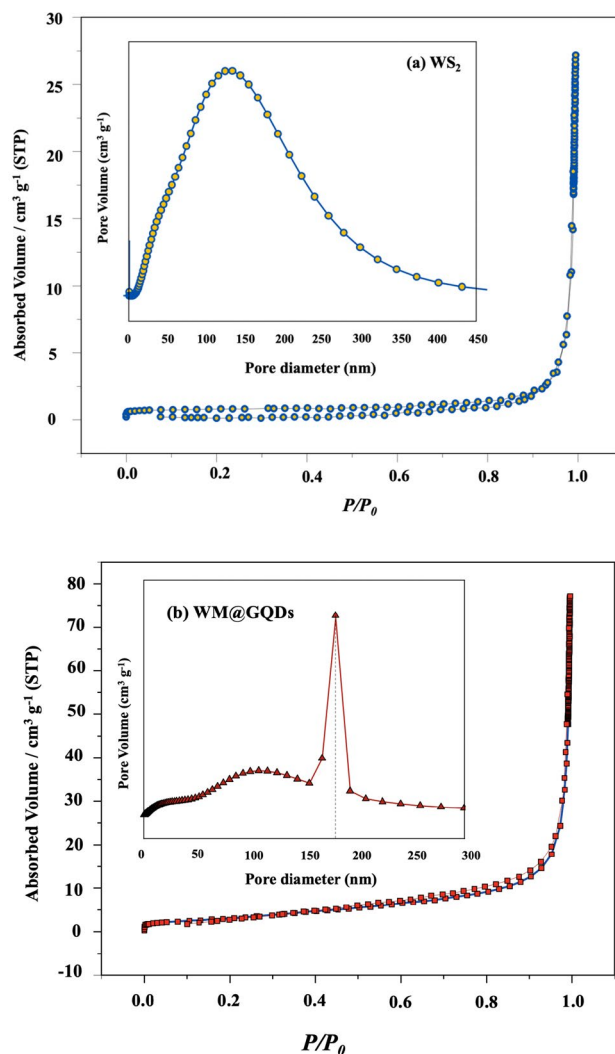 30
25
20
15
10
5
0
Absorbed Volume / cm³ g⁻¹ (STP)
(a) WS₂
Pore Volume (cm³ g⁻¹)
0 50 100 150 200 250 300 350 400 450
Pore diameter (nm)
0.0 0.2 0.4 0.6 0.8 1.0
P/P₀
80
70
60
50
40
30
20
10
0
-10
Absorbed Volume / cm³ g⁻¹ (STP)
(b) WM@GQDs
Pore Volume (cm³ g⁻¹)
0 50 100 150 200 250 300
Pore diameter (nm)
0.0 0.2 0.4 0.6 0.8 1.0
P/P₀